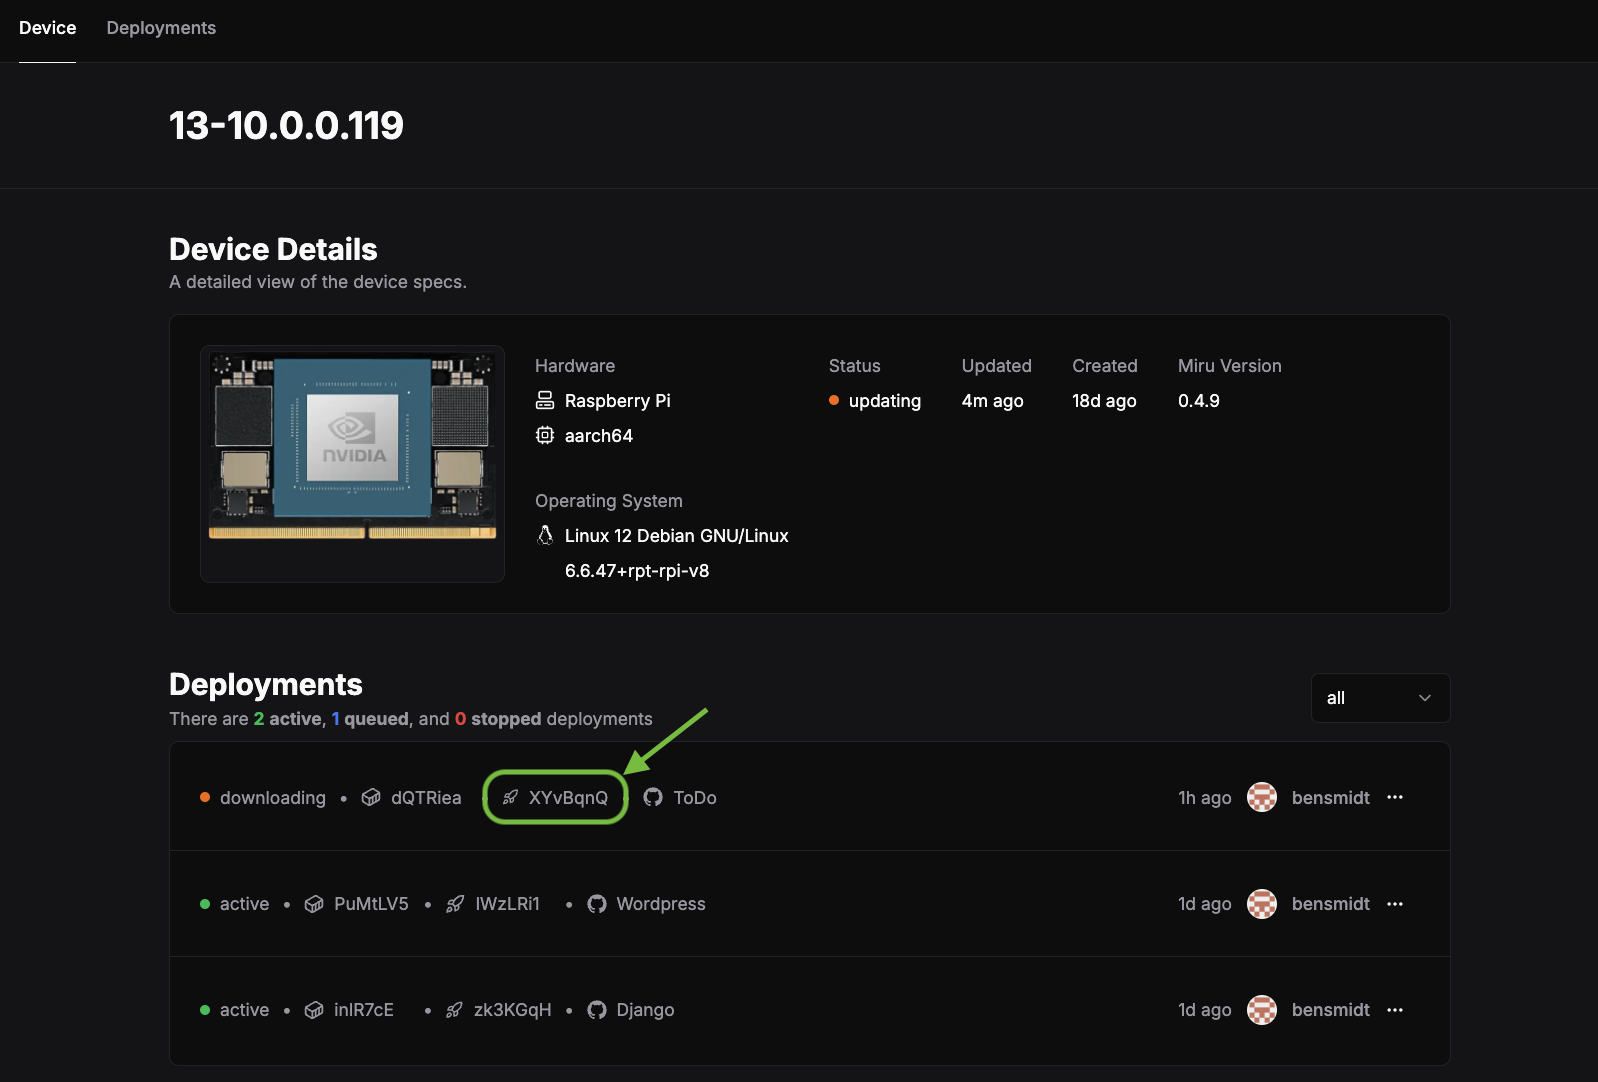 Device Deployments
13-10.0.0.119
Device Details
A detailed view of the device specs.
NVIDIA
Hardware
Raspberry Pi
aarch64
Operating System
Linux 12 Debian GNU/Linux
6.6.47+rpt-rpi-v8
Status
updating
Updated
4m ago
Created
18d ago
Miru Version
0.4.9
Deployments
There are 2 active, 1 queued, and 0 stopped deployments
all
downloading • dQTRiea XYvBqnQ ToDo 1h ago bensmidt ...
active • PuMtLV5 • IWzLRi1 • Wordpress 1d ago bensmidt ...
active • inIR7cE • zk3KGqH • Django 1d ago bensmidt ...